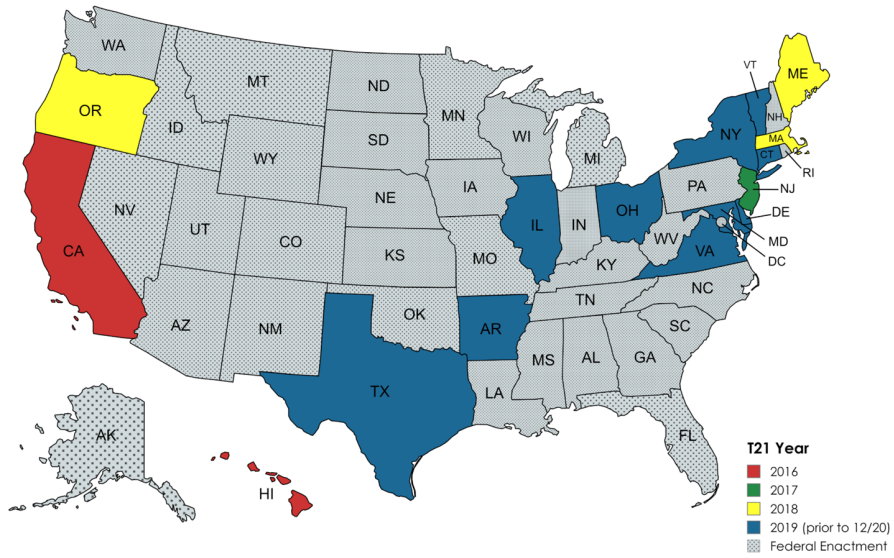 WA
MT
ND
MN
VT
ME
OR
ID
SD
WI
NY
NH
MA
WY
MI
CT
RI
IA
PA
NJ
NE
NV
UT
IL
IN
OH
DE
CA
CO
WV
MD
KS
MO
VA
DC
KY
NC
AZ
NM
OK
TN
AR
SC
MS
AL
GA
TX
LA
AK
FL
HI
T21 Year
2016
2017
2018
2019 (prior to 12/20)
Federal Enactment